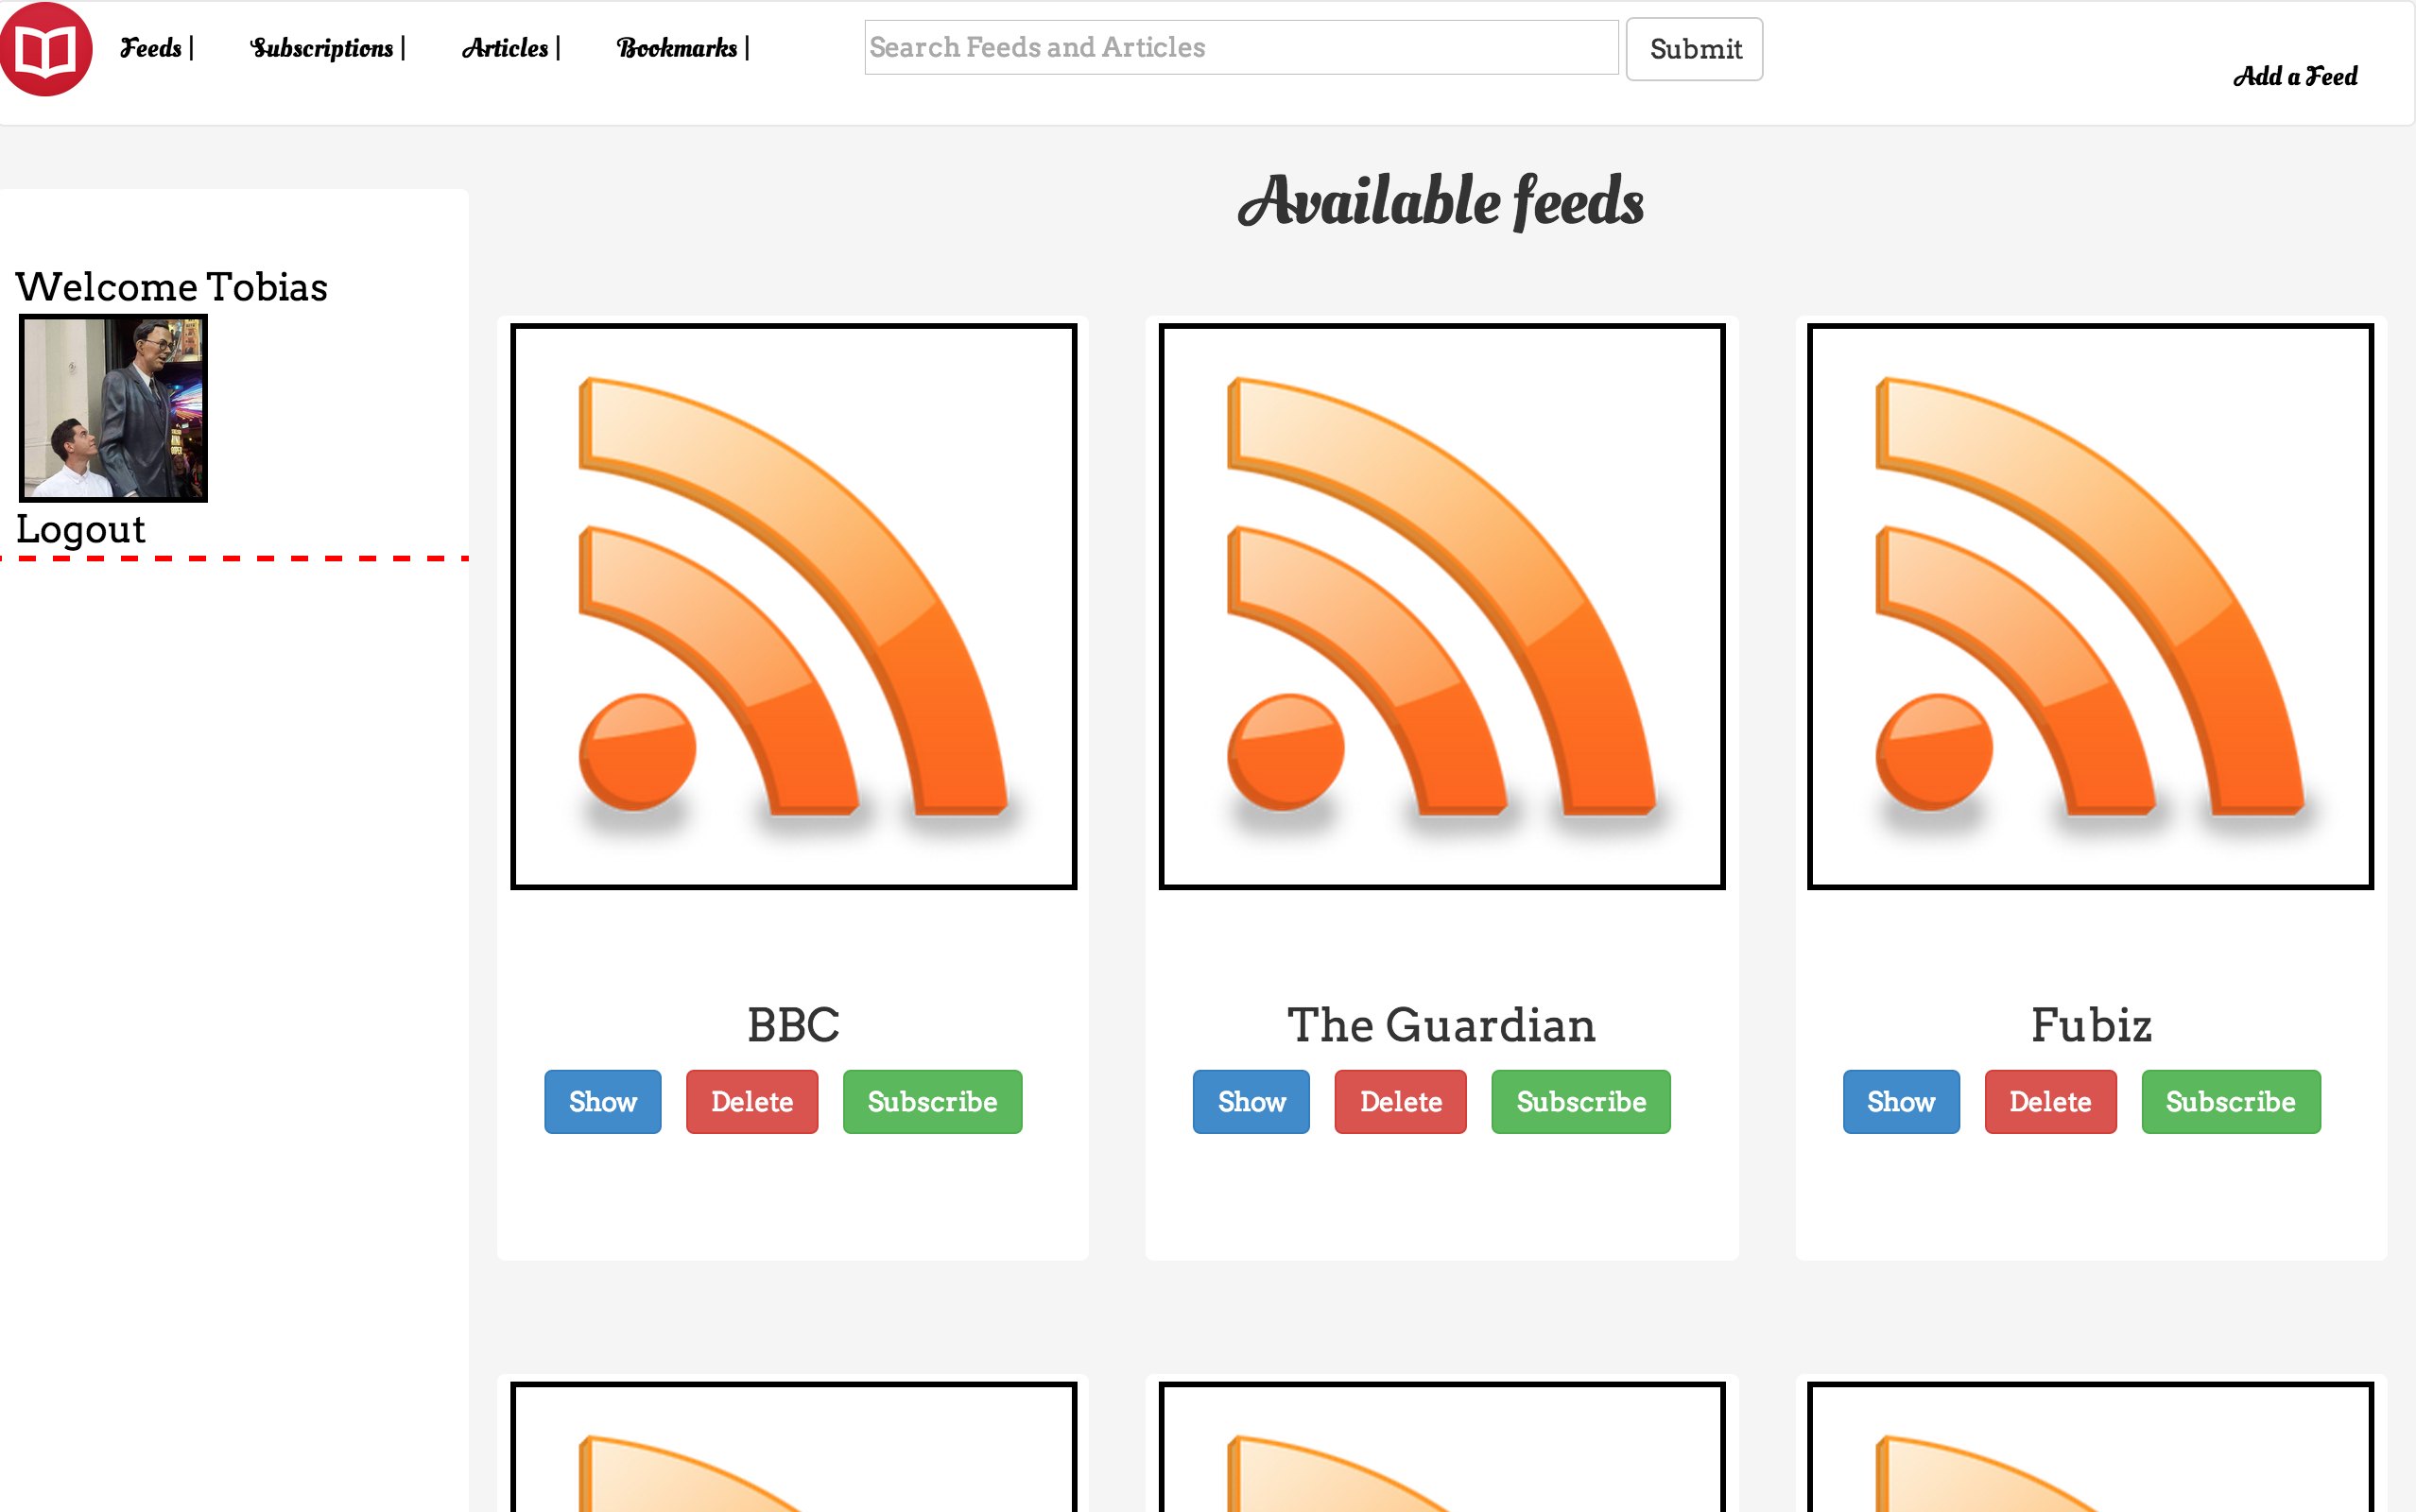 Feeds | Subscriptions | Articles | Bookmarks | Search Feeds and Articles Submit
Add a Feed
Available feeds
Welcome Tobias
Logout
BBC
Show Delete Subscribe
The Guardian
Show Delete Subscribe
Fubiz
Show Delete Subscribe